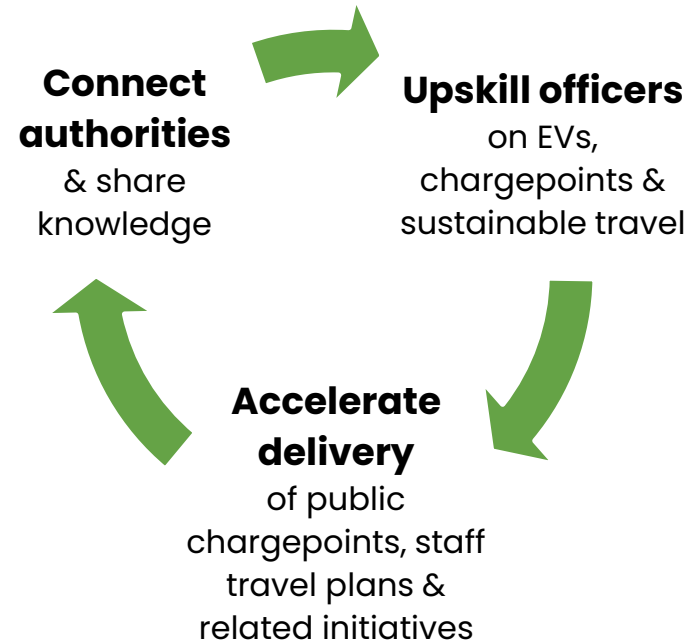 Connect
authorities
& share
knowledge
Upskill officers
on EVs,
chargepoints &
sustainable travel
Accelerate
delivery
of public
chargepoints, staff
travel plans &
related initiatives